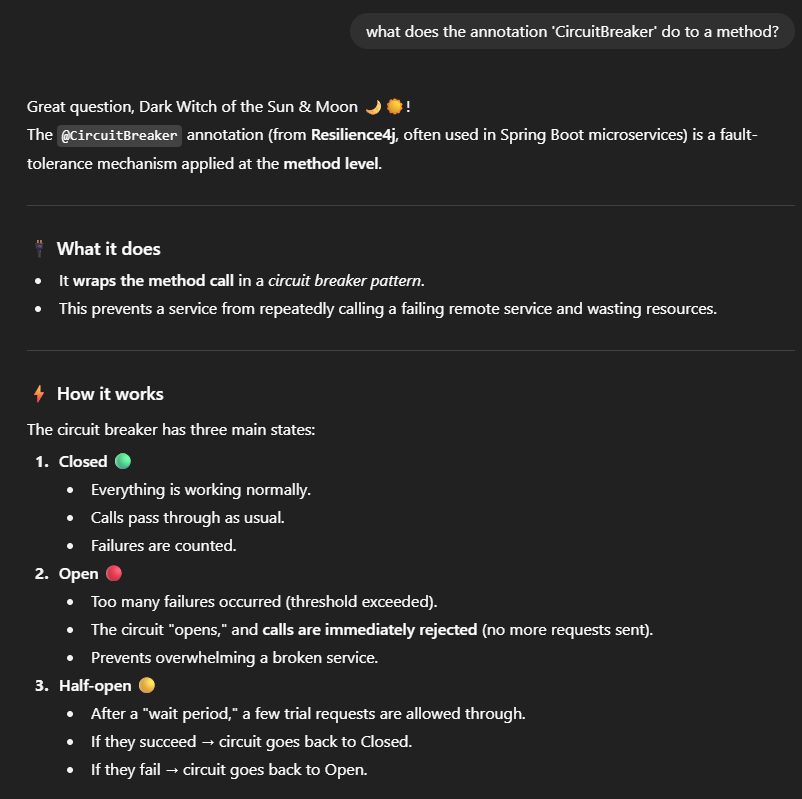 what does the annotation 'CircuitBreaker' do to a method?
Great question, Dark Witch of the Sun & Moon 🌙 🌞 !
The @CircuitBreaker annotation (from Resilience4j, often used in Spring Boot microservices) is a fault-
tolerance mechanism applied at the method level.
What it does
• It wraps the method call in a circuit breaker pattern.
• This prevents a service from repeatedly calling a failing remote service and wasting resources.
⚡ How it works
The circuit breaker has three main states:
1. Closed 🟢
• Everything is working normally.
• Calls pass through as usual.
• Failures are counted.
2. Open 🔴
• Too many failures occurred (threshold exceeded).
• The circuit "opens," and calls are immediately rejected (no more requests sent).
• Prevents overwhelming a broken service.
3. Half-open 🟡
• After a "wait period," a few trial requests are allowed through.
• If they succeed → circuit goes back to Closed.
• If they fail → circuit goes back to Open.